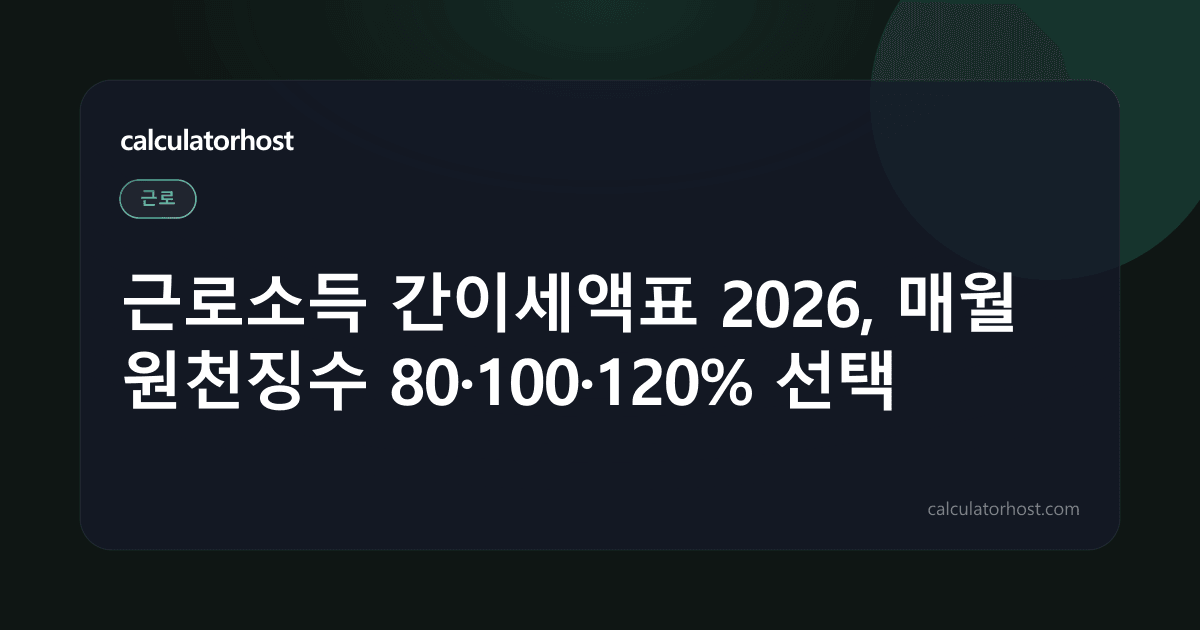 calculatorhost
근로
근로소득 간이세액표 2026, 매월
원천징수 80·100·120% 선택
calculatorhost.com